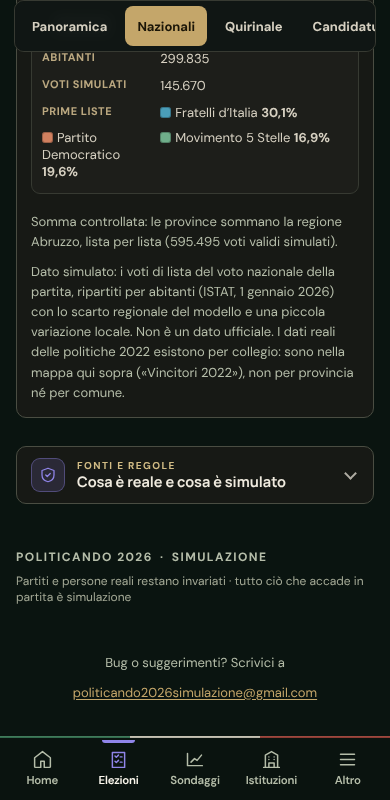 Panoramica Nazionali Quirinale Candidatu
ABITANTI 299.835
VOTI SIMULATI 145.670
PRIME LISTE Fratelli d’Italia 30,1%
Partito Democratico 19,6% Movimento 5 Stelle 16,9%
Somma controllata: le province sommano la regione
Abruzzo, lista per lista (595.495 voti validi simulati).
Dato simulato: i voti di lista del voto nazionale della
partita, ripartiti per abitanti (ISTAT, 1 gennaio 2026)
con lo scarto regionale del modello e una piccola
variazione locale. Non è un dato ufficiale. I dati reali
delle politiche 2022 esistono per collegio: sono nella
mappa qui sopra («Vincitori 2022»), non per provincia
né per comune.
FONTI E REGOLE
Cosa è reale e cosa è simulato
POLITICANDO 2026 · SIMULAZIONE
Partiti e persone reali restano invariati · tutto ciò che accade in
partita è simulazione
Bug o suggerimenti? Scrivici a
politicando2026simulazione@gmail.com
Home Elezioni Sondaggi Istituzioni Altro